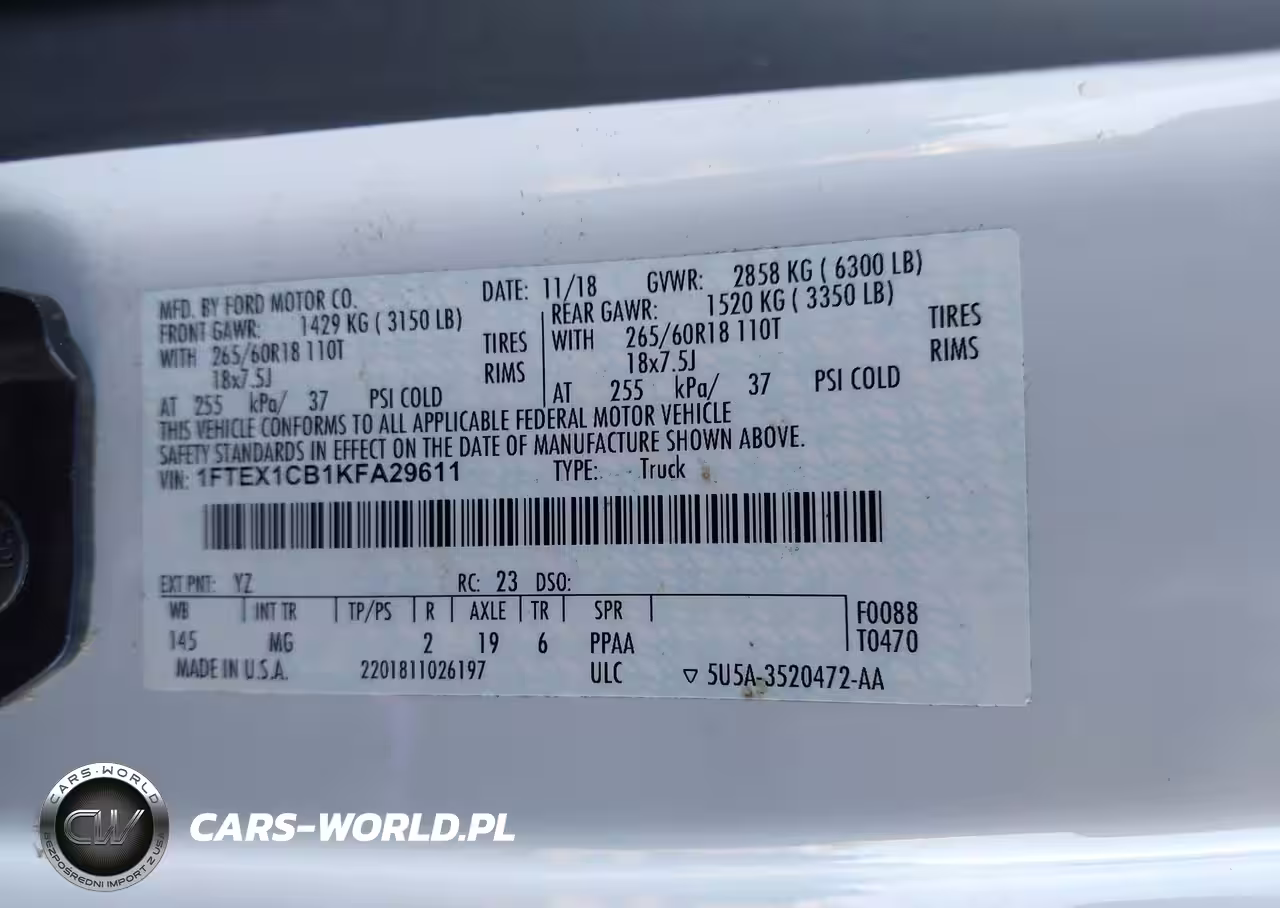 MFD. BY FORD MOTOR CO. DATE: 11/18 GVWR: 2858 KG ( 6300 LB)
FRONT GAWR: 1429 KG ( 3150 LB) REAR GAWR: 1520 KG ( 3350 LB)
WITH 265/60R18 110T TIRES WITH 265/60R18 110T TIRES
18x7.5J RIMS 18x7.5J RIMS
AT 255 kPa/ 37 PSI COLD AT 255 kPa/ 37 PSI COLD
THIS VEHICLE CONFORMS TO ALL APPLICABLE FEDERAL MOTOR VEHICLE
SAFETY STANDARDS IN EFFECT ON THE DATE OF MANUFACTURE SHOWN ABOVE.
VIN: 1FTEX1CB1KFA29611 TYPE: Truck
EXT PNT: YZ RC: 23 DSO:
WB INT TR TP/PS R AXLE TR SPR F0088
145 MG 2 19 6 PPAA T0470
MADE IN U.S.A. 2201811026197 ULC ▽ 5U5A-3520472-AA
CARS-WORLD
CW
BEZPOŚREDNI IMPORT Z USA
CARS-WORLD.PL